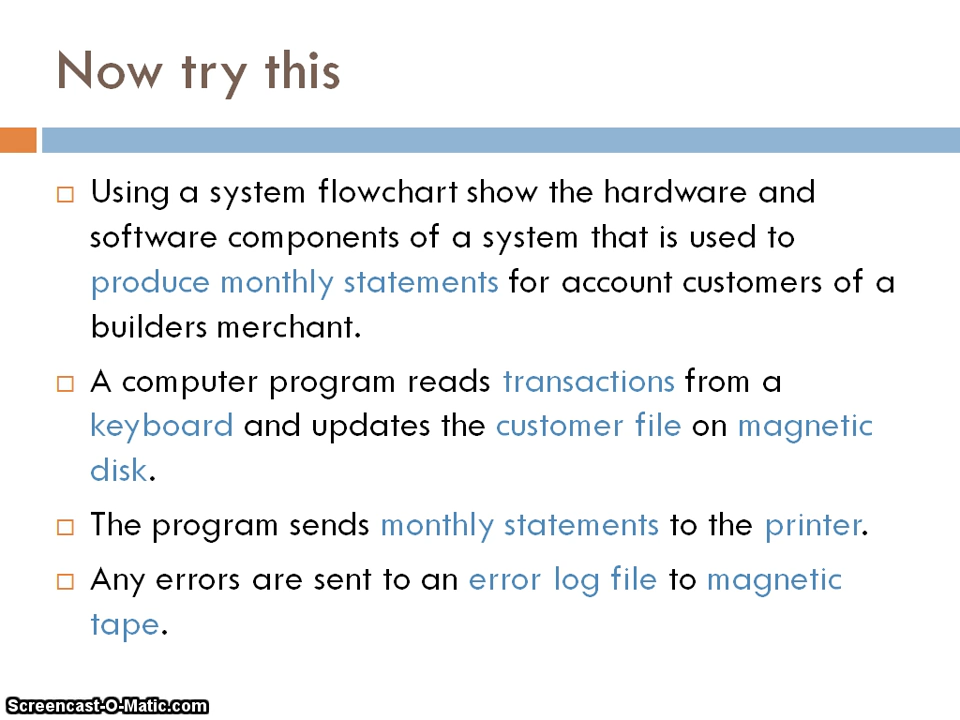 Now try this
Using a system flowchart show the hardware and
software components of a system that is used to
produce monthly statements for account customers of a
builders merchant.
A computer program reads transactions from a
keyboard and updates the customer file on magnetic
disk.
The program sends monthly statements to the printer.
Any errors are sent to an error log file to magnetic
tape.
Screencast-O-Matic.com